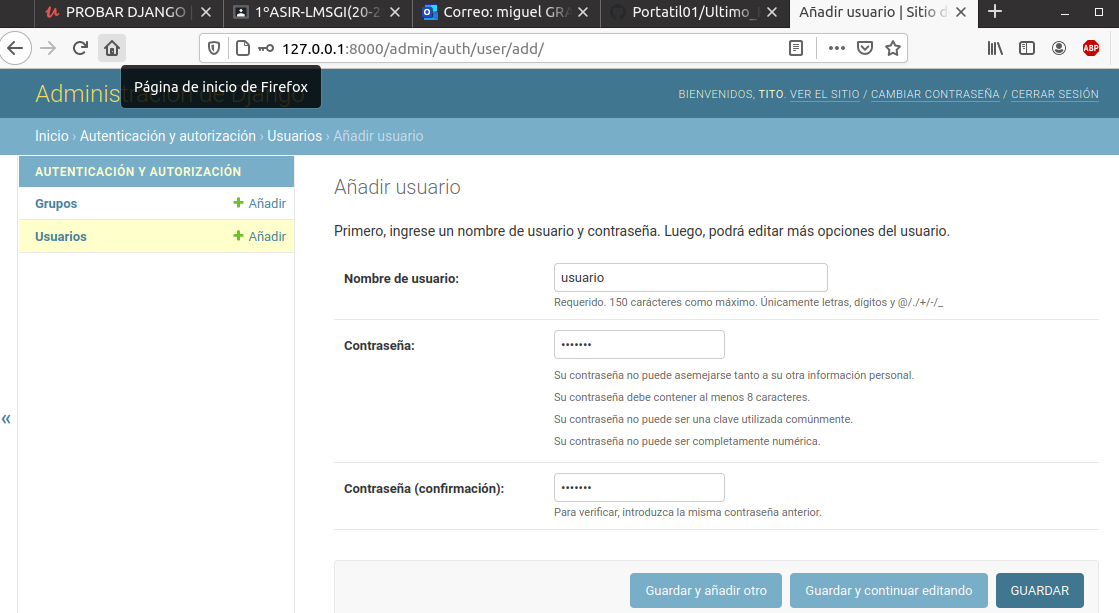 PROBAR DJANGO
1ºASIR-LMSGI(20-2
Correo: miguel GRA
Portatil01/Ultimo_
Añadir usuario | Sitio d
127.0.0.1:8000/admin/auth/user/add/
ABP
Página de inicio de Firefox
Administración de Django
BIENVENIDOS, TITO. VER EL SITIO / CAMBIAR CONTRASEÑA / CERRAR SESIÓN
Inicio › Autenticación y autorización › Usuarios › Añadir usuario
AUTENTICACIÓN Y AUTORIZACIÓN
Grupos
Añadir
Usuarios
Añadir
«
Añadir usuario
Primero, ingrese un nombre de usuario y contraseña. Luego, podrá editar más opciones del usuario.
Nombre de usuario:
usuario
Requerido. 150 carácteres como máximo. Únicamente letras, dígitos y @/./+/-/_
Contraseña:
•••••••
Su contraseña no puede asemejarse tanto a su otra información personal.
Su contraseña debe contener al menos 8 caracteres.
Su contraseña no puede ser una clave utilizada comúnmente.
Su contraseña no puede ser completamente numérica.
Contraseña (confirmación):
•••••••
Para verificar, introduzca la misma contraseña anterior.
Guardar y añadir otro
Guardar y continuar editando
GUARDAR